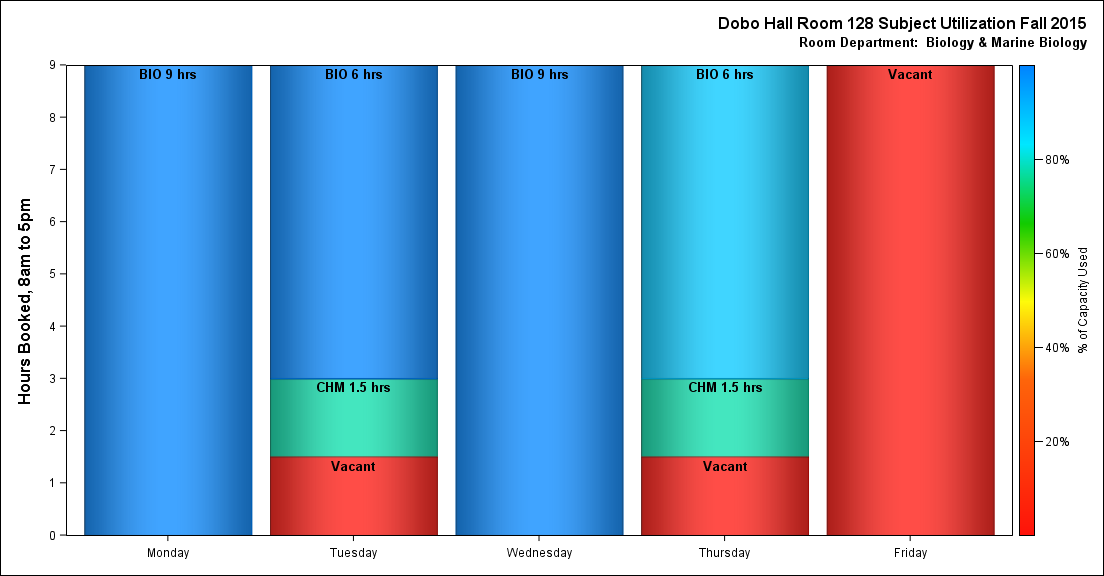 Dobo Hall Room 128 Subject Utilization Fall 2015
Room Department:  Biology & Marine Biology
Hours Booked, 8am to 5pm
9
8
7
6
5
4
3
2
1
0
BIO 9 hrs
BIO 6 hrs
CHM 1.5 hrs
Vacant
BIO 9 hrs
BIO 6 hrs
CHM 1.5 hrs
Vacant
Vacant
Monday
Tuesday
Wednesday
Thursday
Friday
80%
60%
40%
20%
% of Capacity Used